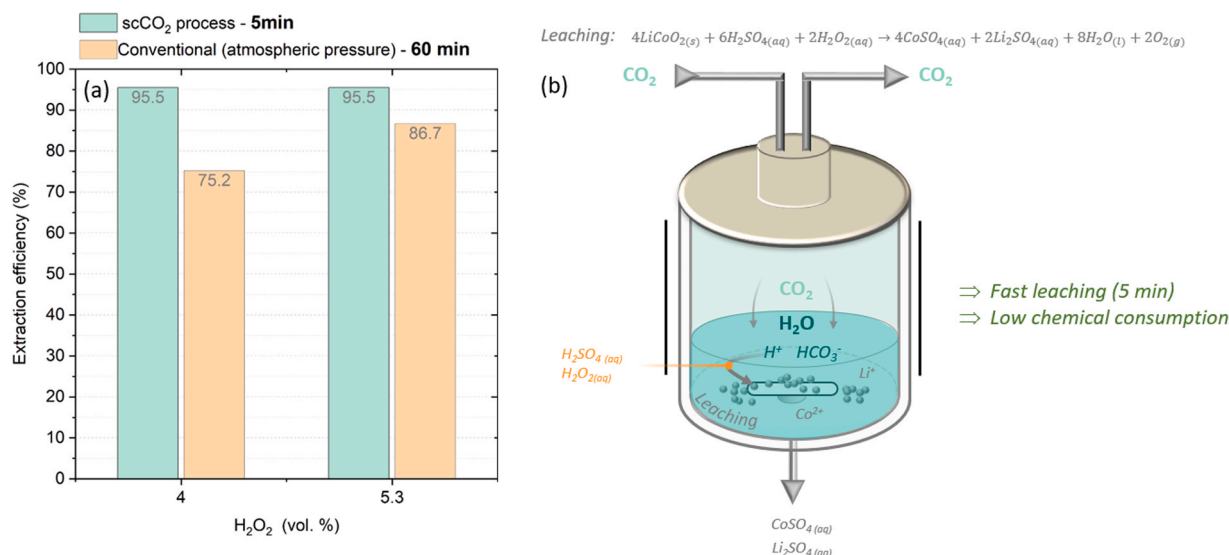 scCO₂ process - 5min
Conventional (atmospheric pressure) - 60 min
(a)
Extraction efficiency (%)
100
90
80
70
60
50
40
30
20
10
0
95.5
75.2
95.5
86.7
4
5.3
H₂O₂ (vol. %)
Leaching: 4LiCoO₂(s) + 6H₂SO₄(aq) + 2H₂O₂(aq) → 4CoSO₄(aq) + 2Li₂SO₄(aq) + 8H₂O(l) + 2O₂(g)
(b)
CO₂
CO₂
CO₂
H₂O
H⁺ HCO₃⁻
H₂SO₄ (aq)
H₂O₂(aq)
Li⁺
Leaching
Co²⁺
⇒ Fast leaching (5 min)
⇒ Low chemical consumption
CoSO₄ (aq)
Li₂SO₄(aq)